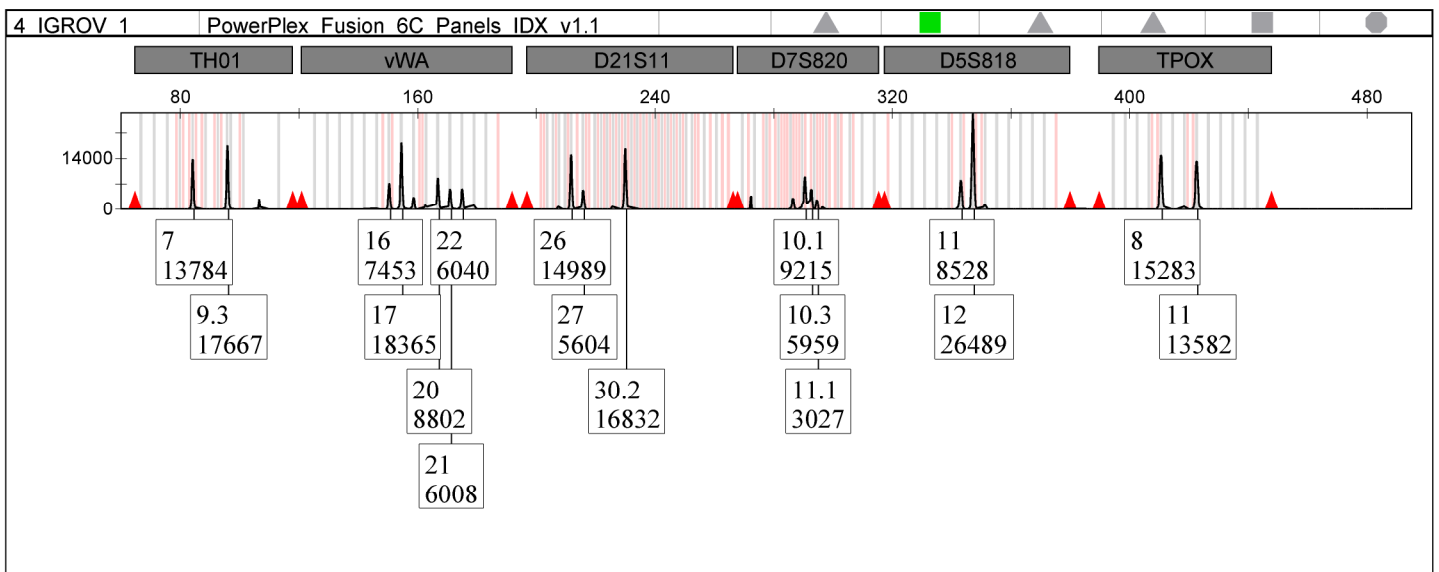 4 IGROV 1 PowerPlex Fusion 6C Panels IDX v1.1
TH01 vWA D21S11 D7S820 D5S818 TPOX
80 160 240 320 400 480
14000
0
7 16 22 26 10.1 11 8
13784 7453 6040 14989 9215 8528 15283
9.3 17 27 10.3 12 11
17667 18365 5604 5959 26489 13582
20 30.2 11.1
8802 16832 3027
21
6008